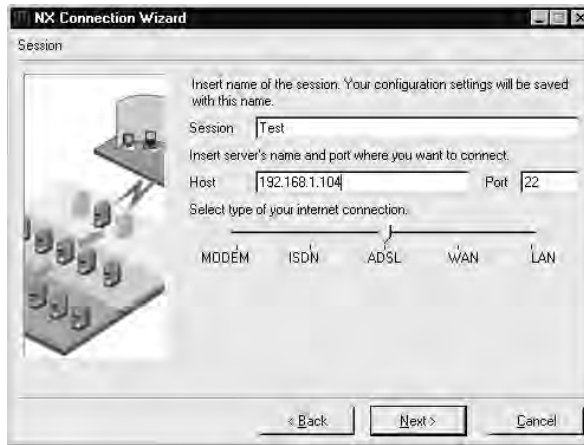 NX Connection Wizard
Session
Insert name of the session. Your configuration settings will be saved
with this name.
Session Test
Insert server's name and port where you want to connect.
Host 192.168.1.104 Port 22
Select type of your internet connection.
MODEM ISDN ADSL WAN LAN
< Back Next > Cancel